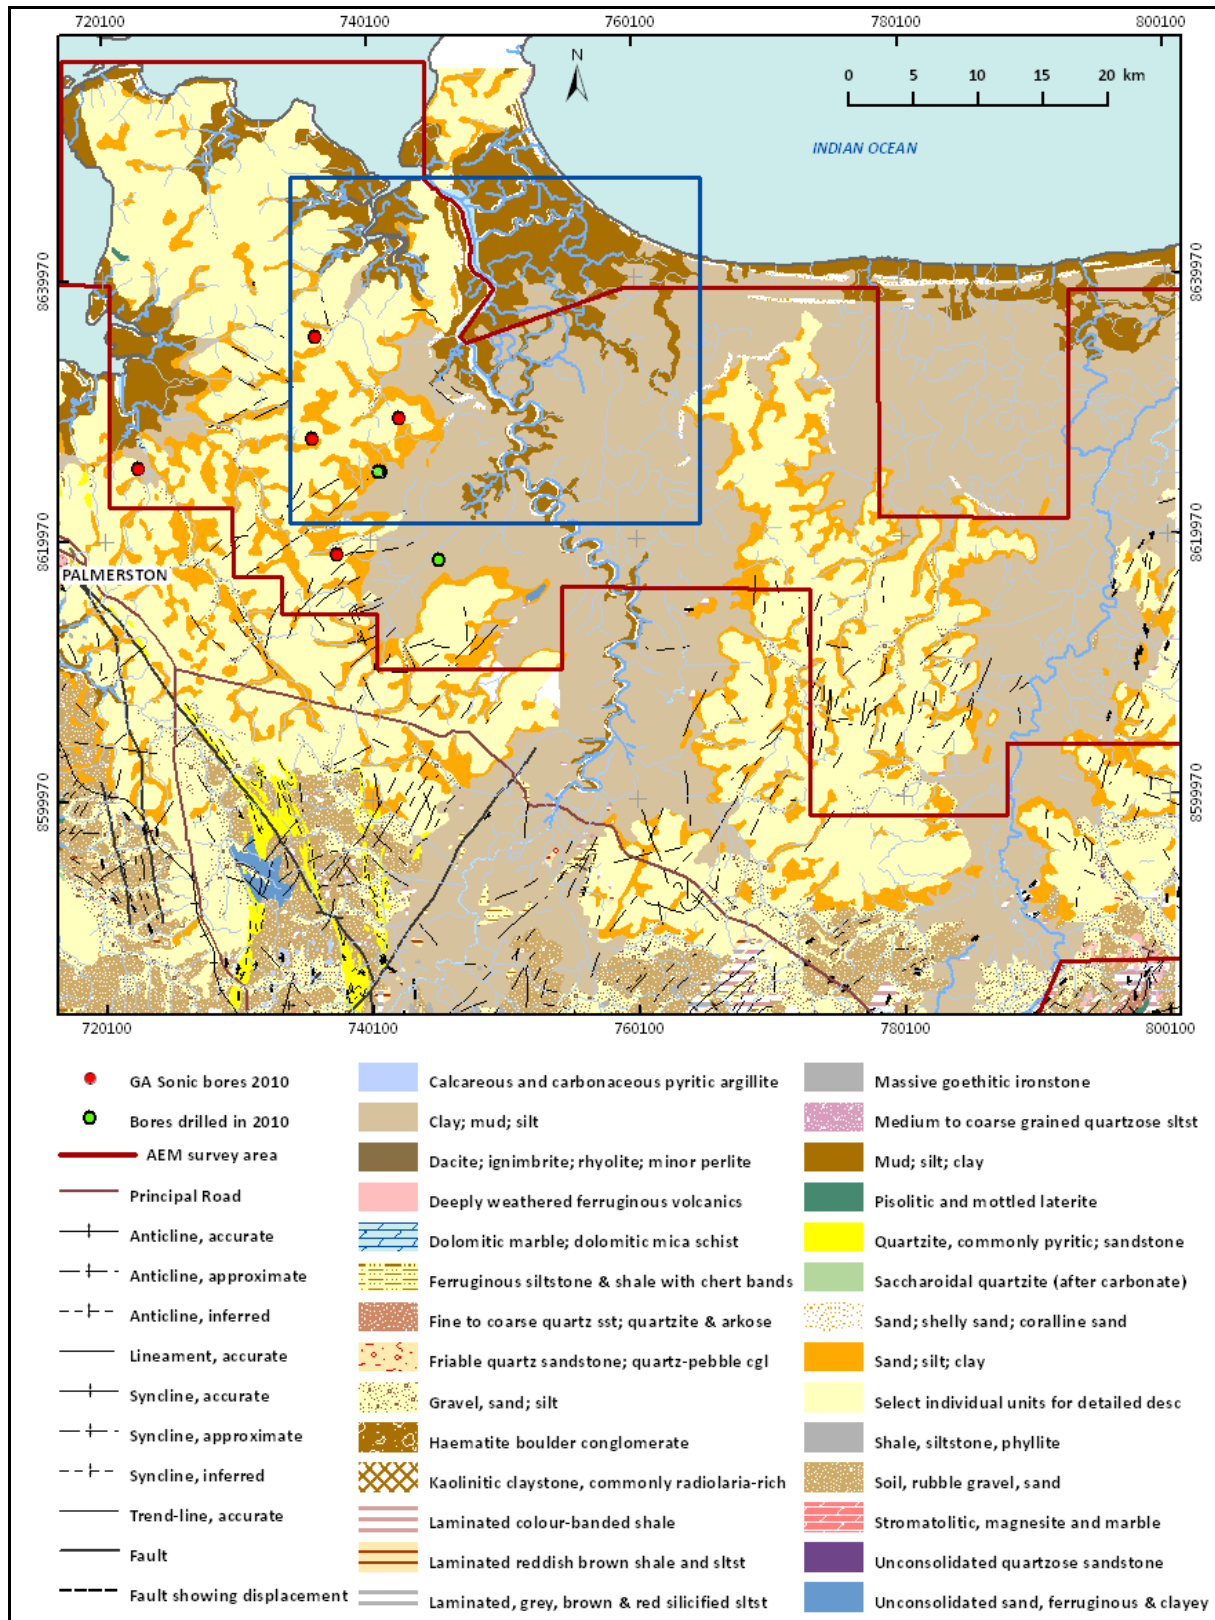 720100 740100 760100 780100 800100
N
0 5 10 15 20 km
INDIAN OCEAN
8639970 8639970
8619970 8619970
PALMERSTON
8599970 8599970
720100 740100 760100 780100 800100
GA Sonic bores 2010
Bores drilled in 2010
AEM survey area
Principal Road
Anticline, accurate
Anticline, approximate
Anticline, inferred
Lineament, accurate
Syncline, accurate
Syncline, approximate
Syncline, inferred
Trend-line, accurate
Fault
Fault showing displacement
Calcareous and carbonaceous pyritic argillite
Clay; mud; silt
Dacite; ignimbrite; rhyolite; minor perlite
Deeply weathered ferruginous volcanics
Dolomitic marble; dolomitic mica schist
Ferruginous siltstone & shale with chert bands
Fine to coarse quartz sst; quartzite & arkose
Friable quartz sandstone; quartz-pebble cgl
Gravel, sand; silt
Haematite boulder conglomerate
Kaolinitic claystone, commonly radiolaria-rich
Laminated colour-banded shale
Laminated reddish brown shale and sltst
Laminated, grey, brown & red silicified sltst
Massive goethitic ironstone
Medium to coarse grained quartzose sltst
Mud; silt; clay
Pisolitic and mottled laterite
Quartzite, commonly pyritic; sandstone
Saccharoidal quartzite (after carbonate)
Sand; shelly sand; coralline sand
Sand; silt; clay
Select individual units for detailed desc
Shale, siltstone, phyllite
Soil, rubble gravel, sand
Stromatolitic, magnesite and marble
Unconsolidated quartzose sandstone
Unconsolidated sand, ferruginous & clayey